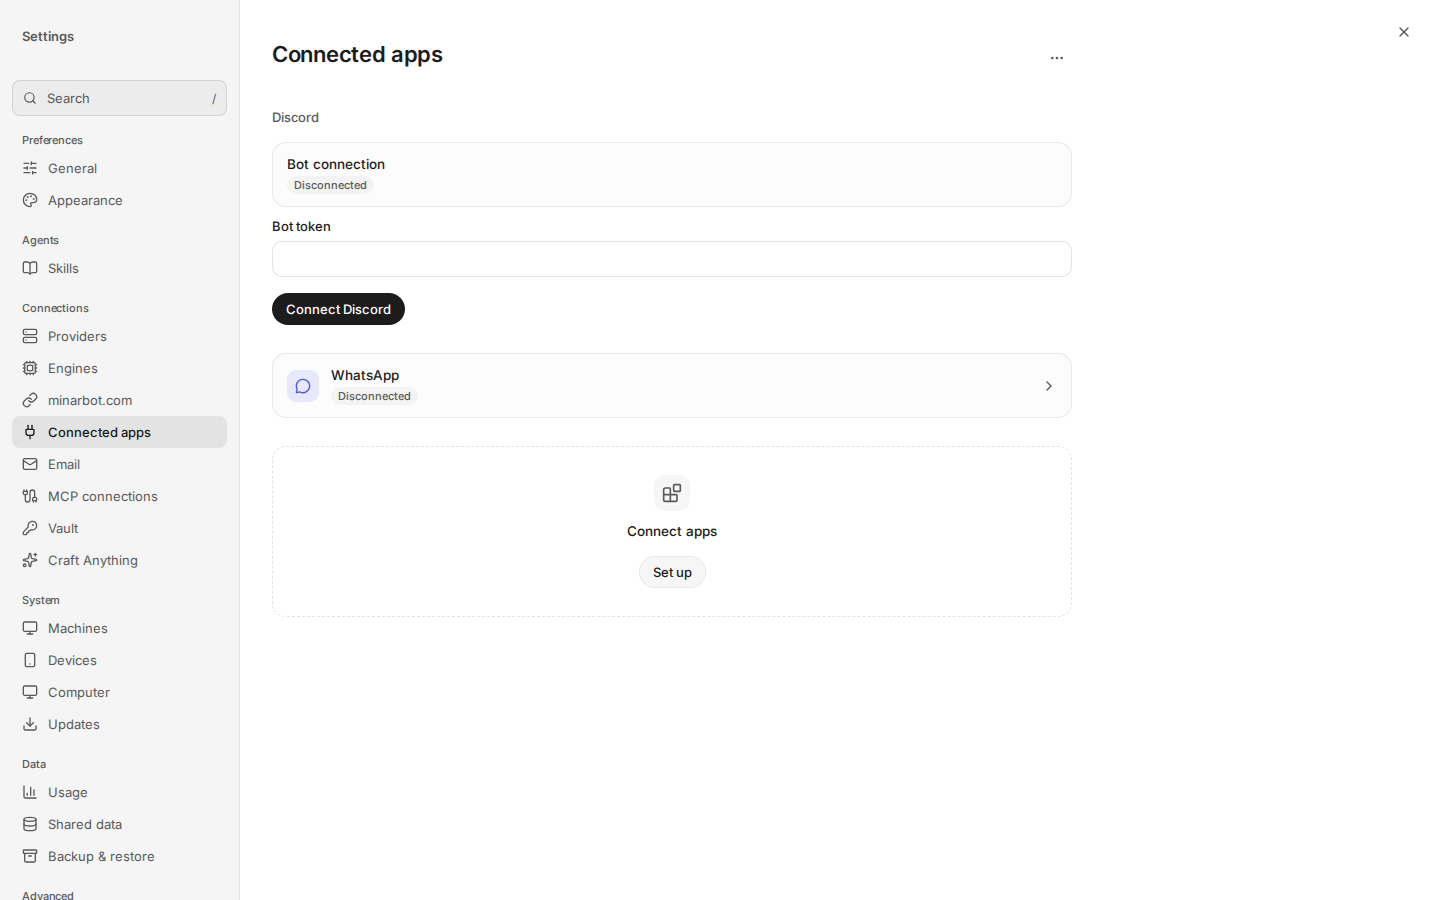 Settings
Search /
Preferences
General
Appearance
Agents
Skills
Connections
Providers
Engines
minarbot.com
Connected apps
Email
MCP connections
Vault
Craft Anything
System
Machines
Devices
Computer
Updates
Data
Usage
Shared data
Backup & restore
Advanced
Connected apps
Discord
Bot connection
Disconnected
Bot token
Connect Discord
WhatsApp
Disconnected
Connect apps
Set up